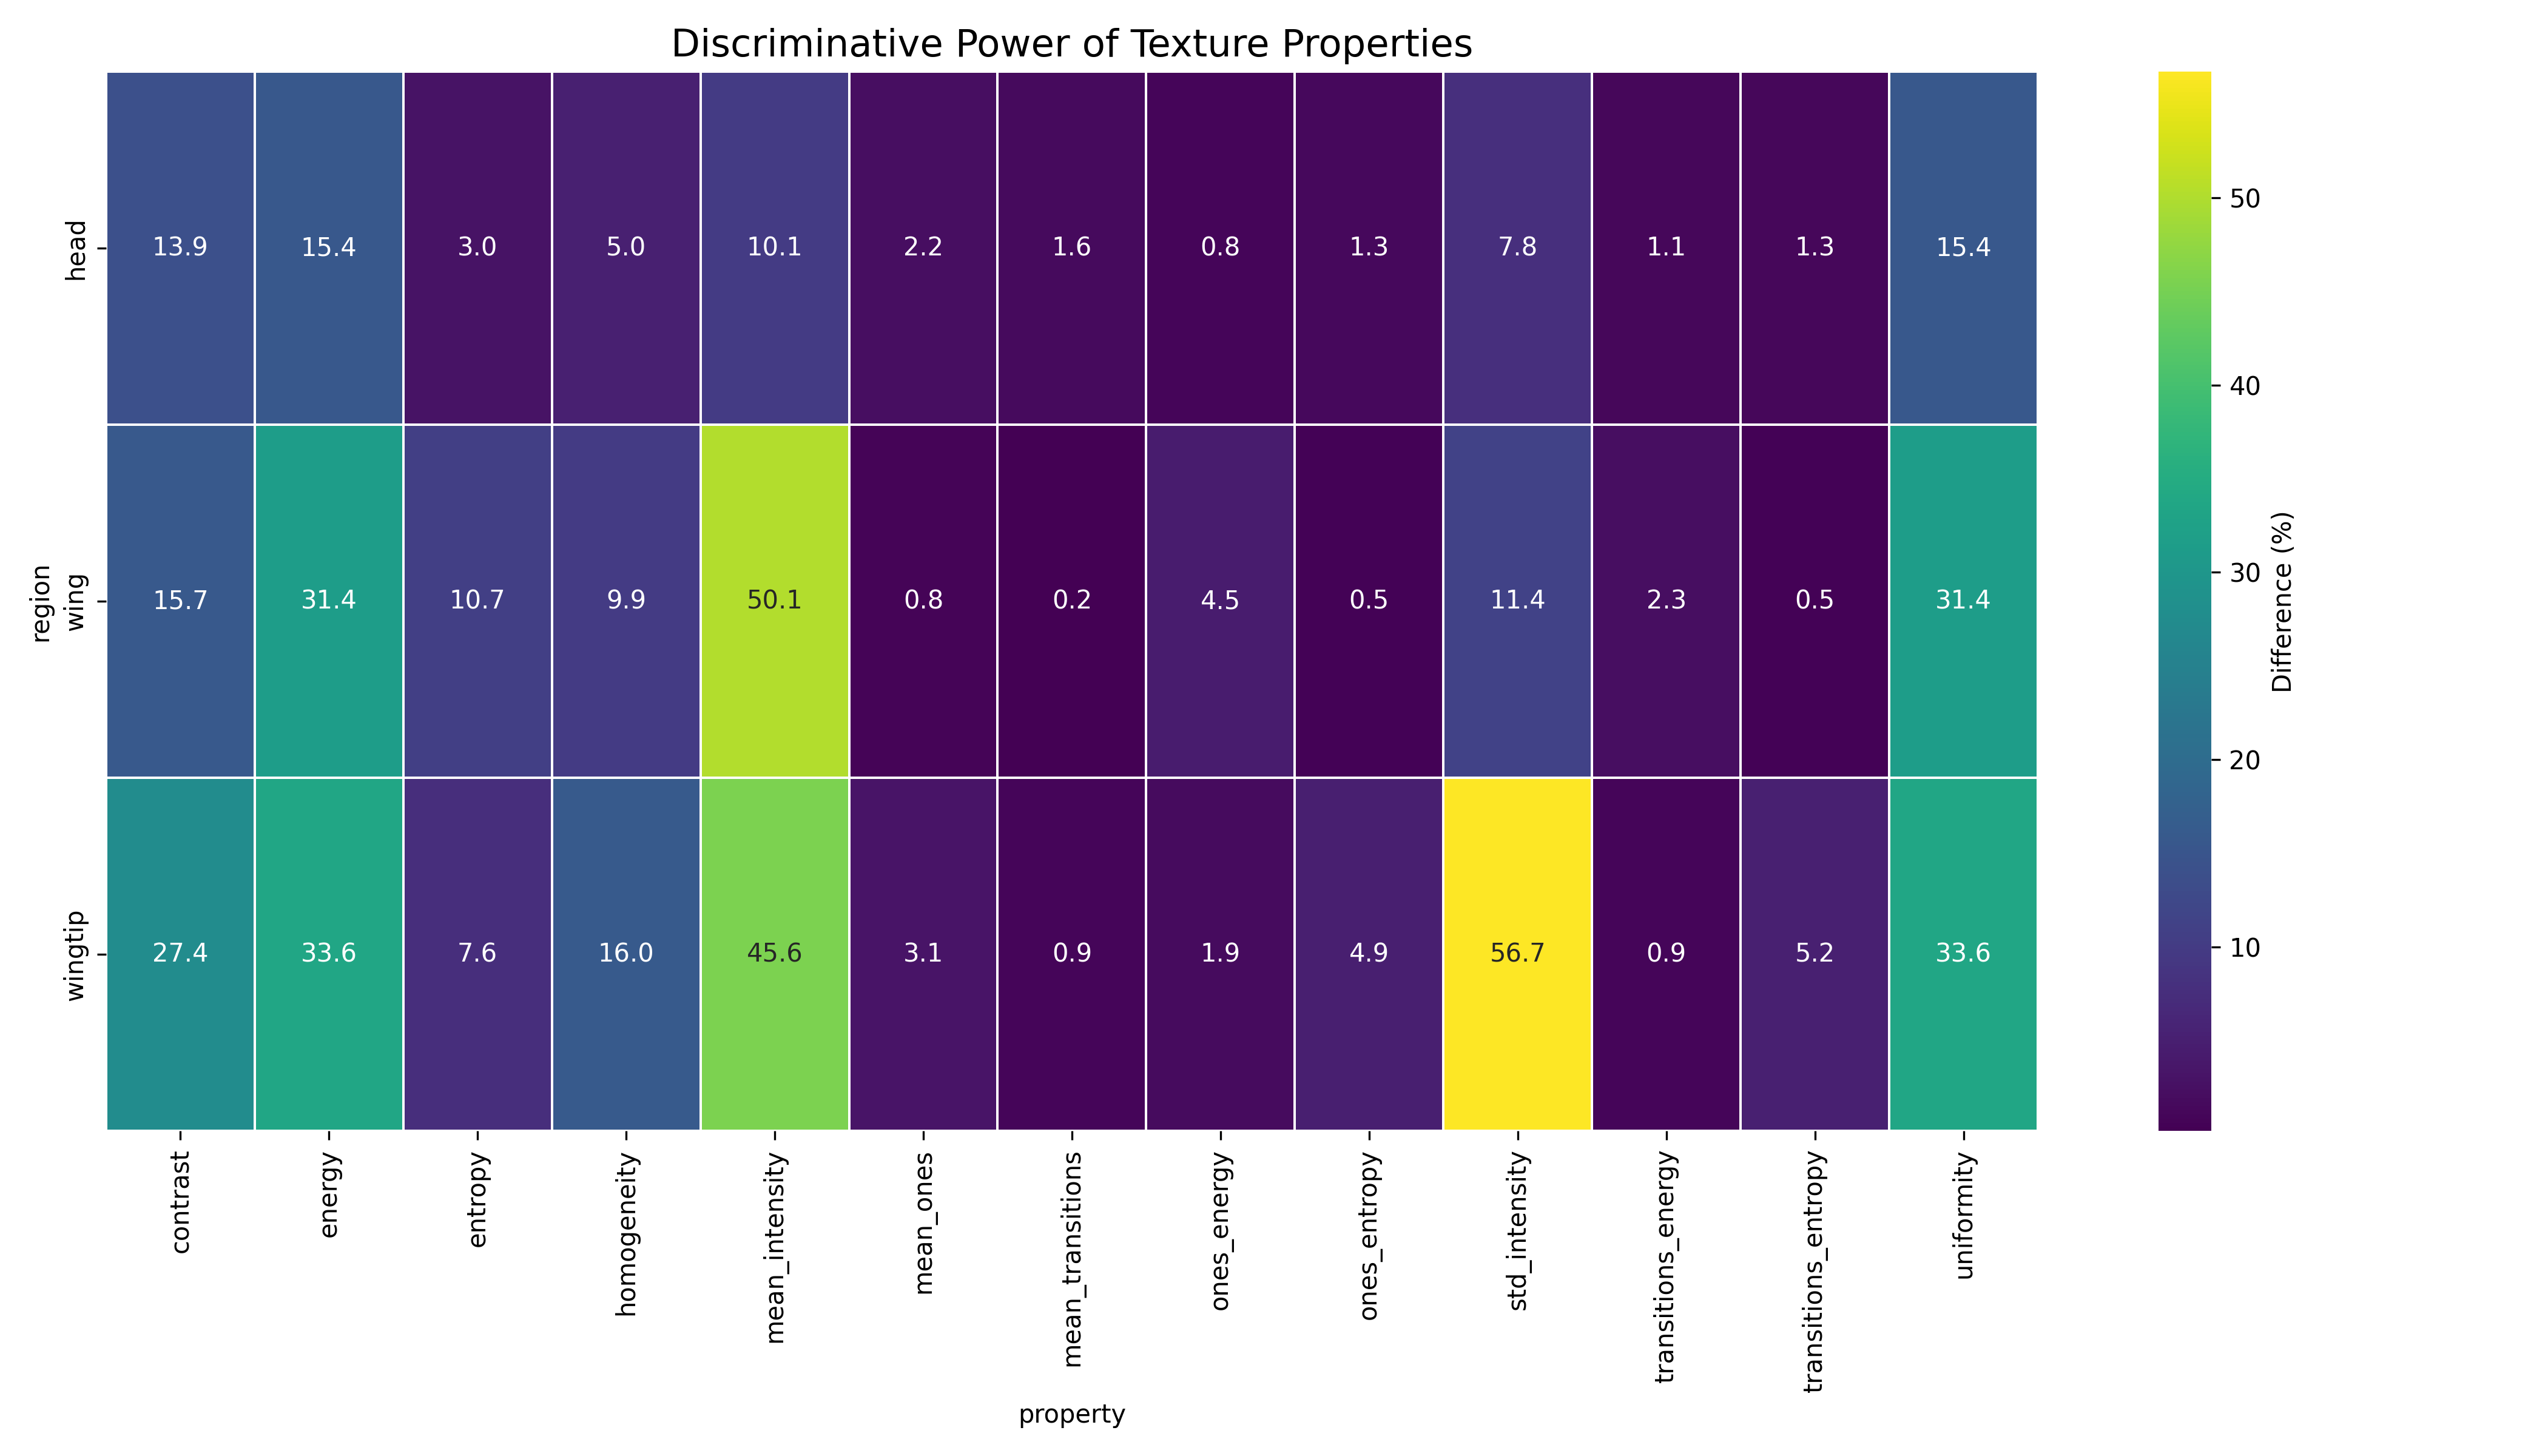 Discriminative Power of Texture Properties
region
head
13.9 15.4 3.0 5.0 10.1 2.2 1.6 0.8 1.3 7.8 1.1 1.3 15.4
wing
15.7 31.4 10.7 9.9 50.1 0.8 0.2 4.5 0.5 11.4 2.3 0.5 31.4
wingtip
27.4 33.6 7.6 16.0 45.6 3.1 0.9 1.9 4.9 56.7 0.9 5.2 33.6
contrast
energy
entropy
homogeneity
mean_intensity
mean_ones
mean_transitions
ones_energy
ones_entropy
std_intensity
transitions_energy
transitions_entropy
uniformity
property
50
40
30
20
10
Difference (%)